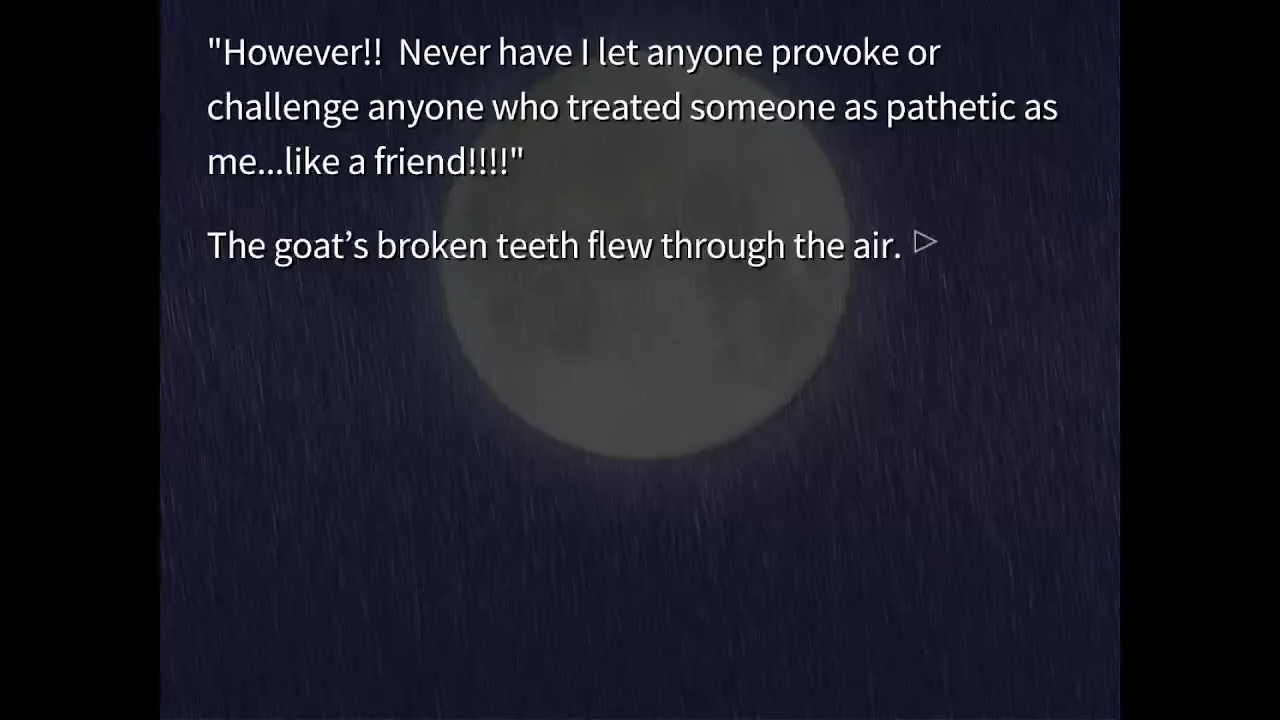 "However!!  Never have I let anyone provoke or
challenge anyone who treated someone as pathetic as
me...like a friend!!!!"
The goat’s broken teeth flew through the air.